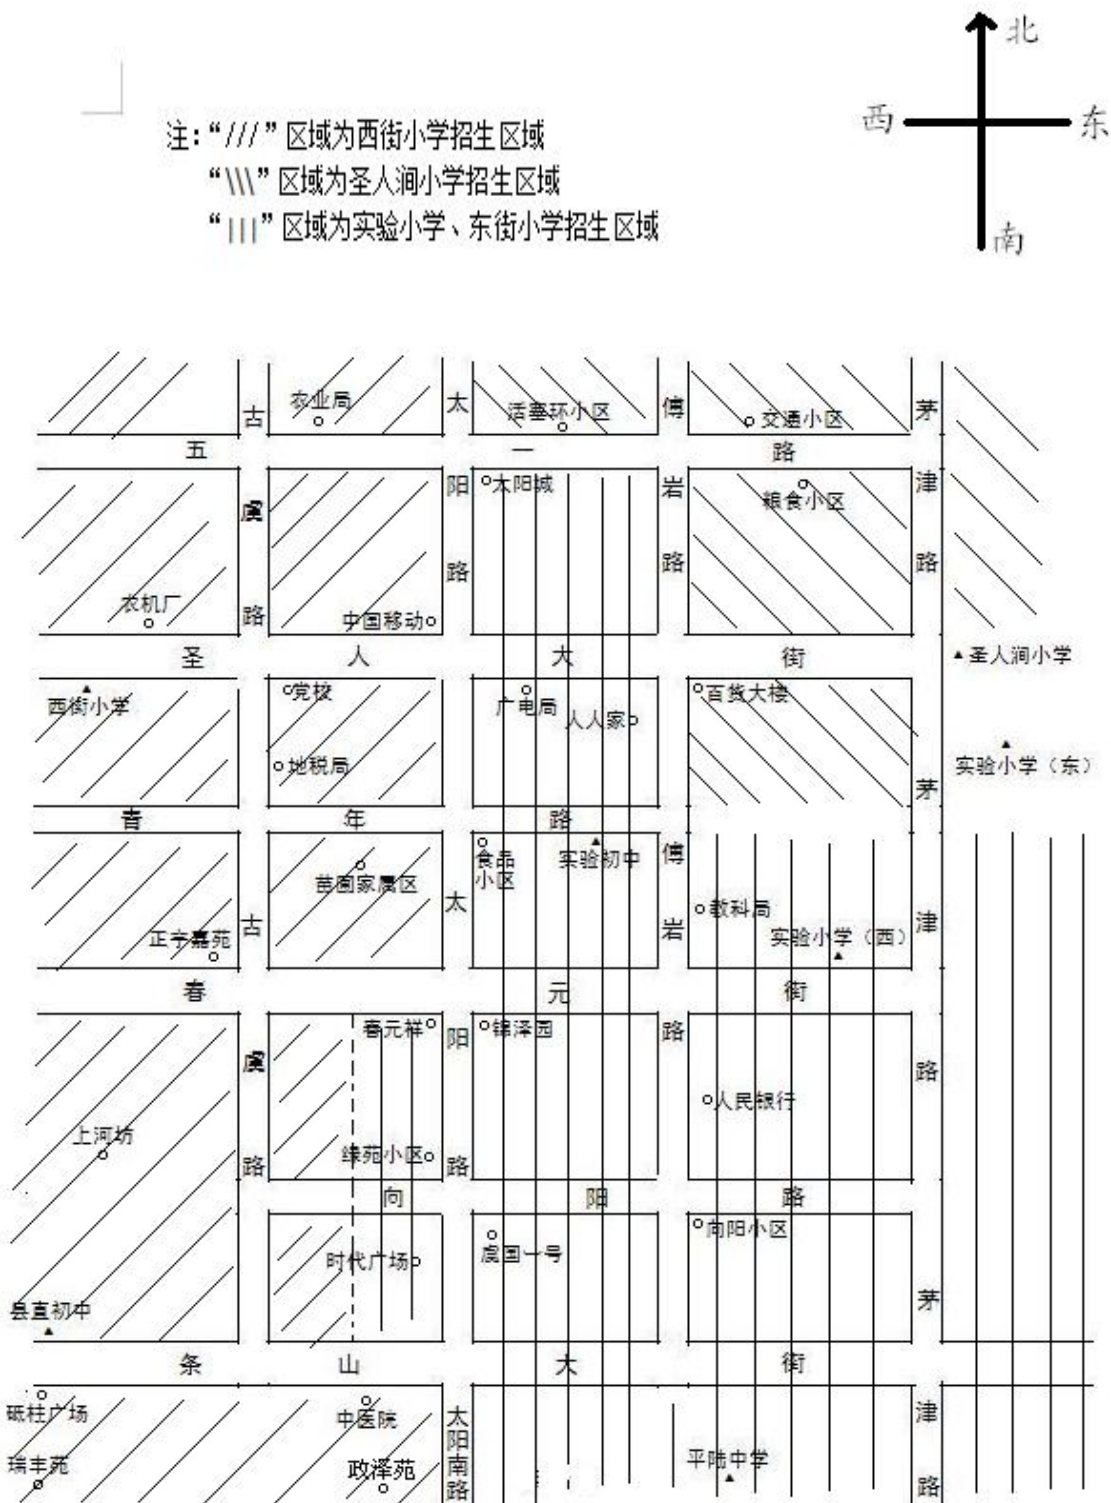 北
西
东
南
注：“///”区域为西街小学招生区域
“\\\”区域为圣人涧小学招生区域
“|||”区域为实验小学、东街小学招生区域
农业局
活塞环小区
交通小区
五一路
太阳城
粮食小区
农机厂
中国移动
圣人大街
圣人涧小学
西街小学
党校
广电局
人人家
百货大楼
地税局
实验小学（东）
青年路
食品
小区
实验初中
苗圃家属区
教科局
正宇嘉苑
实验小学（西）
春元街
春元祥
锦泽园
人民银行
上河坊
缘苑小区
向阳路
时代广场
虞国一号
向阳小区
县直初中
条山大街
砥柱广场
中医院
瑞丰苑
政泽苑
平陆中学
古虞路
古虞路
太阳路
太阳路
太阳南路
傅岩路
傅岩路
茅津路
茅津路
茅津路